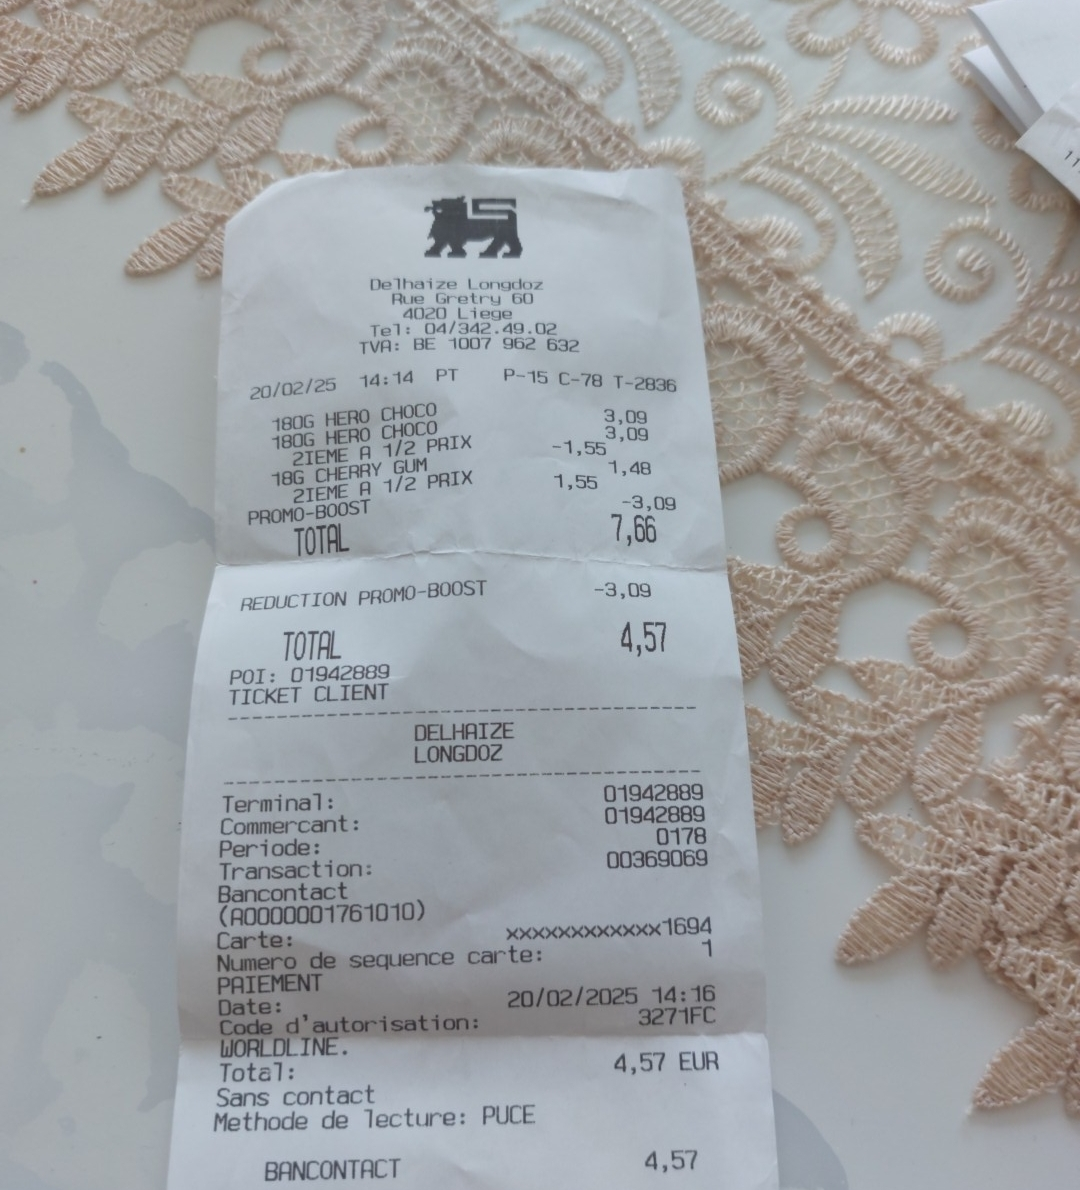 Delhaize Longdoz
Rue Gretry 60
4020 Liege
Tel: 04/342.49.02
TVA: BE 1007 962 632
20/02/25 14:14 PT P-15 C-78 T-2836
180G HERO CHOCO 3,09
180G HERO CHOCO 3,09
2IEME A 1/2 PRIX -1,55
18G CHERRY GUM 1,48
2IEME A 1/2 PRIX 1,55
PROMO-BOOST -3,09
TOTAL 7,66
REDUCTION PROMO-BOOST -3,09
TOTAL 4,57
POI: 01942889
TICKET CLIENT
DELHAIZE
LONGDOZ
Terminal: 01942889
Commercant: 01942889
Periode: 0178
Transaction: 00369069
Bancontact
(A0000001761010)
Carte: xxxxxxxxxxxxx1694
Numero de sequence carte: 1
PAIEMENT
Date: 20/02/2025 14:16
Code d'autorisation: 3271FC
WORLDLINE.
Total: 4,57 EUR
Sans contact
Methode de lecture: PUCE
BANCONTACT 4,57